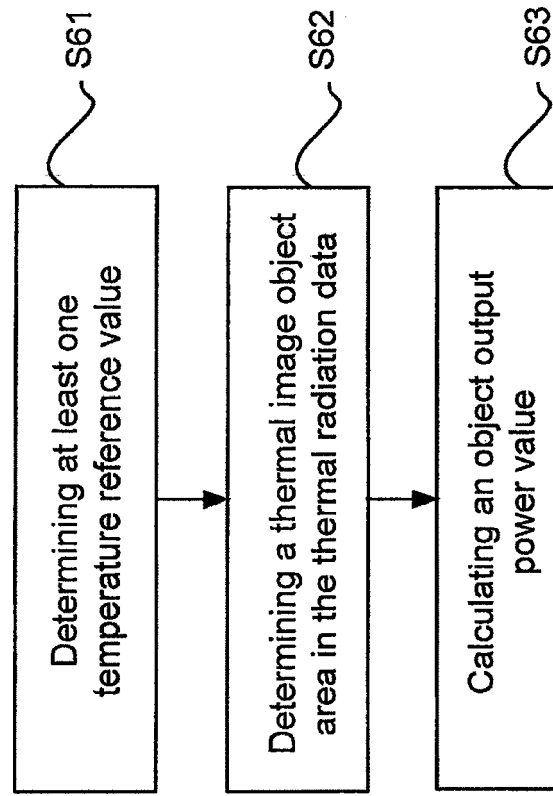 Determining at least one
temperature reference value
S61
Determining a thermal image object
area in the thermal radiation data
S62
Calculating an object output
power value
S63